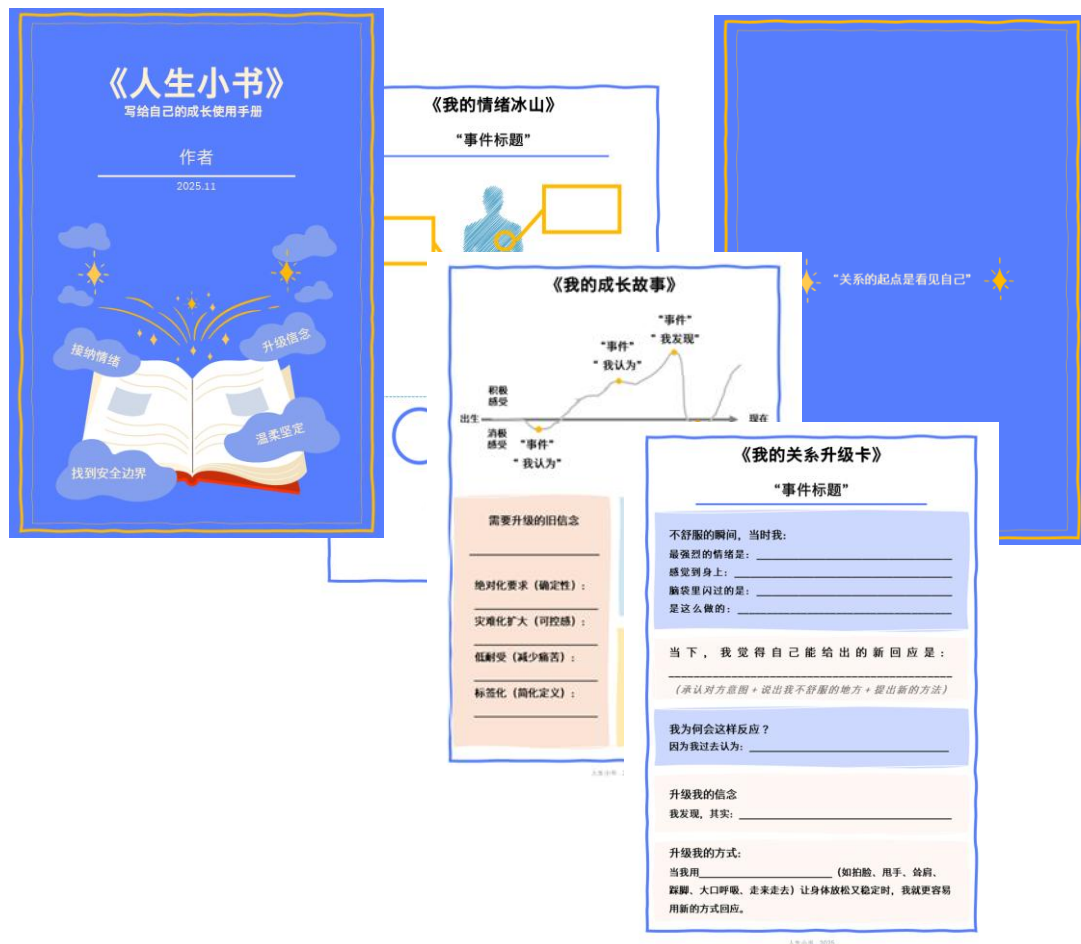 《人生小书》
写给自己的成长使用手册
作者
2025.11
接纳情绪
升级信念
温柔坚定
找到安全边界
《我的情绪冰山》
“事件标题”
“关系的起点是看见自己”
《我的成长故事》
“事件”
“我发现”
“事件”
“我认为”
积极
感受
出生
现在
消极
感受
“事件”
“我认为”
需要升级的旧信念
绝对化要求（确定性）：
灾难化扩大（可控感）：
低耐受（减少痛苦）：
标签化（简化定义）：
《我的关系升级卡》
“事件标题”
不舒服的瞬间，当时我：
最强烈的情绪是：
感觉到身上：
脑袋里闪过的是：
是这么做的：
当下，我觉得自己能给出的新回应是：
（承认对方意图+说出我不舒服的地方+提出新的方法）
我为何会这样反应？
因为我过去认为：
升级我的信念
我发现，其实：
升级我的方式：
当我用（如拍脸、甩手、耸肩、
踩脚、大口呼吸、走来走去）让身体放松又稳定时，我就更容易
用新的方式回应。